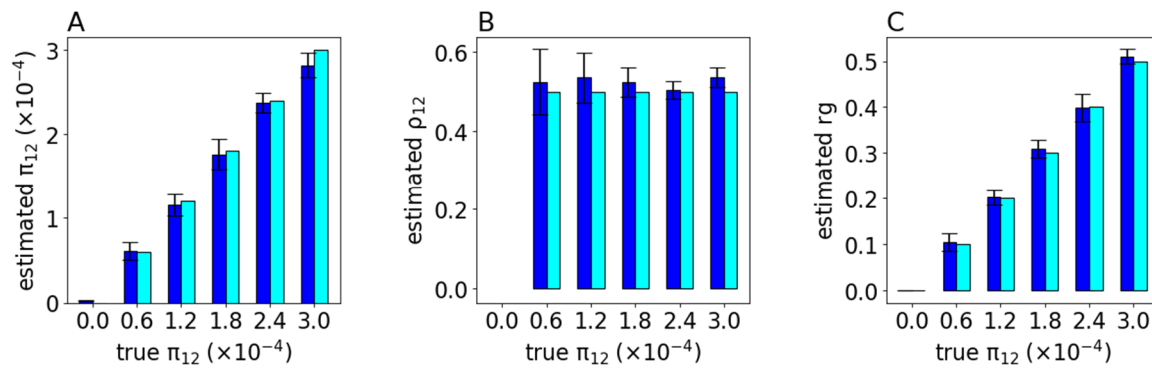 A
estimated π₁₂ (×10⁻⁴)
3
2
1
0
0.0 0.6 1.2 1.8 2.4 3.0
true π₁₂ (×10⁻⁴)
B
estimated ρ₁₂
0.6
0.4
0.2
0.0
0.0 0.6 1.2 1.8 2.4 3.0
true π₁₂ (×10⁻⁴)
C
estimated rg
0.5
0.4
0.3
0.2
0.1
0.0
0.0 0.6 1.2 1.8 2.4 3.0
true π₁₂ (×10⁻⁴)